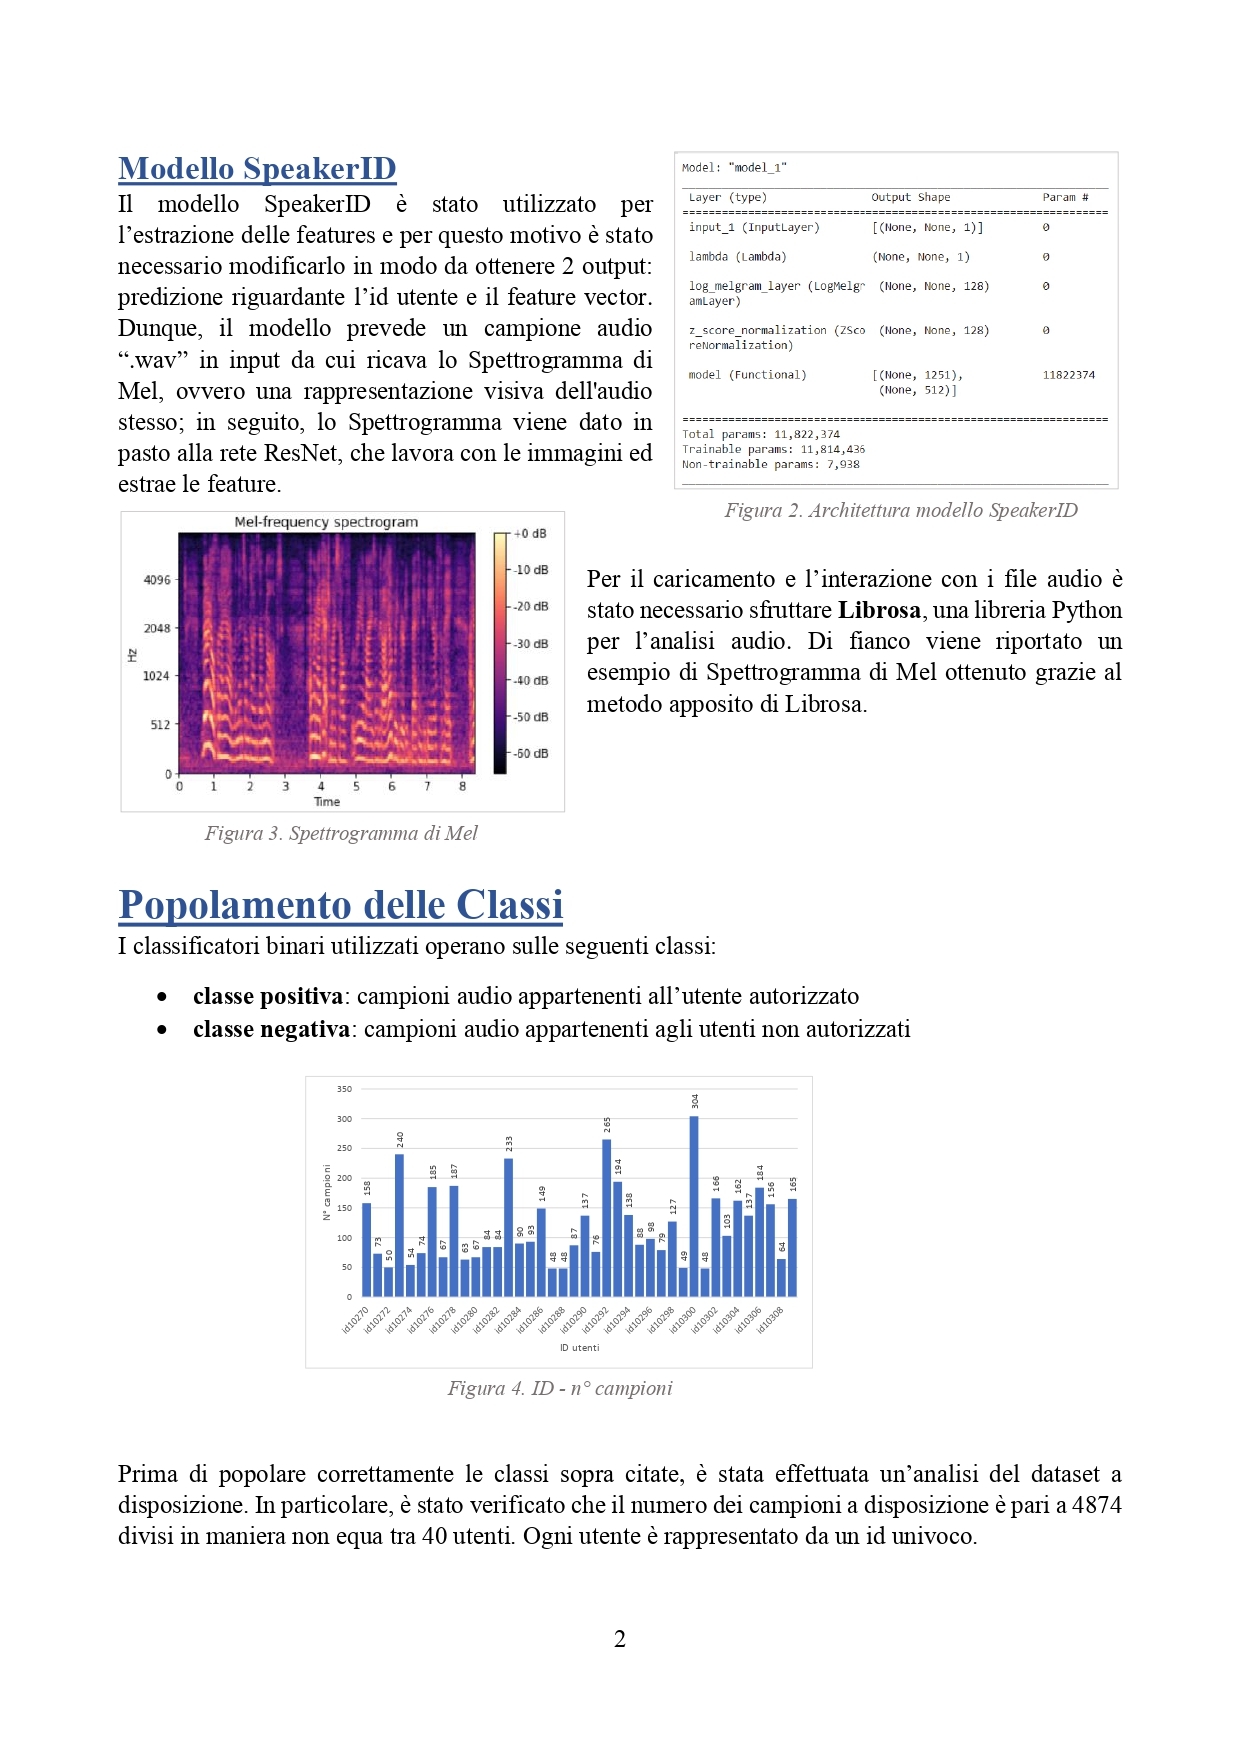 Modello SpeakerID
Il modello SpeakerID è stato utilizzato per
l’estrazione delle features e per questo motivo è stato
necessario modificarlo in modo da ottenere 2 output:
predizione riguardante l’id utente e il feature vector.
Dunque, il modello prevede un campione audio
“.wav” in input da cui ricava lo Spettrogramma di
Mel, ovvero una rappresentazione visiva dell'audio
stesso; in seguito, lo Spettrogramma viene dato in
pasto alla rete ResNet, che lavora con le immagini ed
estrae le feature.
Model: "model_1"
Layer (type) Output Shape Param #
input_1 (InputLayer) [(None, None, 1)] 0
lambda (Lambda) (None, None, 1) 0
log_melgram_layer (LogMelgr (None, None, 128) 0
amLayer)
z_score_normalization (ZSco (None, None, 128) 0
reNormalization)
model (Functional) [(None, 1251), 11822374
(None, 512)]
Total params: 11,822,374
Trainable params: 11,814,436
Non-trainable params: 7,938
Figura 2. Architettura modello SpeakerID
Mel-frequency spectrogram
4096
2048
1024
512
0
Hz
0 1 2 3 4 5 6 7 8
Time
+0 dB
-10 dB
-20 dB
-30 dB
-40 dB
-50 dB
-60 dB
Figura 3. Spettrogramma di Mel
Per il caricamento e l’interazione con i file audio è
stato necessario sfruttare Librosa, una libreria Python
per l’analisi audio. Di fianco viene riportato un
esempio di Spettrogramma di Mel ottenuto grazie al
metodo apposito di Librosa.
Popolamento delle Classi
I classificatori binari utilizzati operano sulle seguenti classi:
• classe positiva: campioni audio appartenenti all’utente autorizzato
• classe negativa: campioni audio appartenenti agli utenti non autorizzati
350
300
250
200
150
100
50
0
N° campioni
158 73 50 240 54 74 185 67 187 63 67 84 84 233 90 93 149 48 48 87 137 76 265 194 138 88 98 79 127 49 304 48 166 103 162 137 184 156 64 165
id10270 id10272 id10274 id10276 id10278 id10280 id10282 id10284 id10286 id10288 id10290 id10292 id10294 id10296 id10298 id10300 id10302 id10304 id10306 id10308
ID utenti
Figura 4. ID - n° campioni
Prima di popolare correttamente le classi sopra citate, è stata effettuata un’analisi del dataset a
disposizione. In particolare, è stato verificato che il numero dei campioni a disposizione è pari a 4874
divisi in maniera non equa tra 40 utenti. Ogni utente è rappresentato da un id univoco.
2